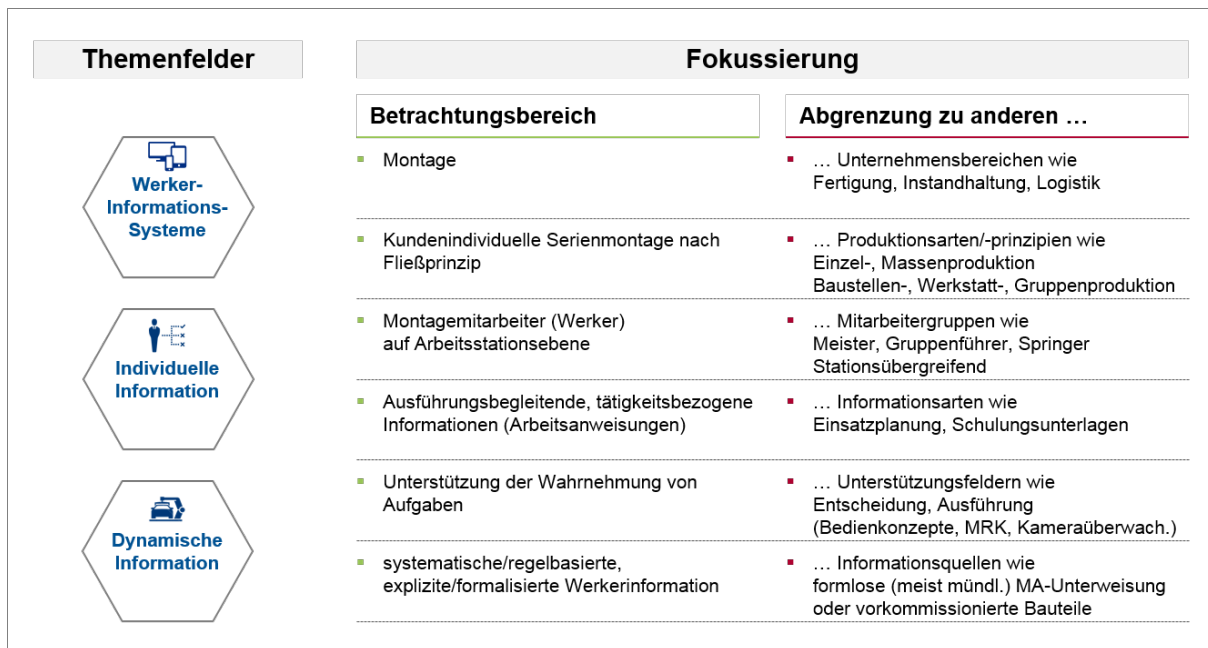 Themenfelder
Fokussierung
Betrachtungsbereich
Abgrenzung zu anderen …
Werker-
Informations-
Systeme
Individuelle
Information
Dynamische
Information
Montage
… Unternehmensbereichen wie
Fertigung, Instandhaltung, Logistik
Kundenindividuelle Serienmontage nach
Fließprinzip
… Produktionsarten/-prinzipien wie
Einzel-, Massenproduktion
Baustellen-, Werkstatt-, Gruppenproduktion
Montagemitarbeiter (Werker)
auf Arbeitsstationsebene
… Mitarbeitergruppen wie
Meister, Gruppenführer, Springer
Stationsübergreifend
Ausführungsbegleitende, tätigkeitsbezogene
Informationen (Arbeitsanweisungen)
… Informationsarten wie
Einsatzplanung, Schulungsunterlagen
Unterstützung der Wahrnehmung von
Aufgaben
… Unterstützungsfeldern wie
Entscheidung, Ausführung
(Bedienkonzepte, MRK, Kameraüberwach.)
systematische/regelbasierte,
explizite/formalisierte Werkerinformation
… Informationsquellen wie
formlose (meist mündl.) MA-Unterweisung
oder vorkommissionierte Bauteile